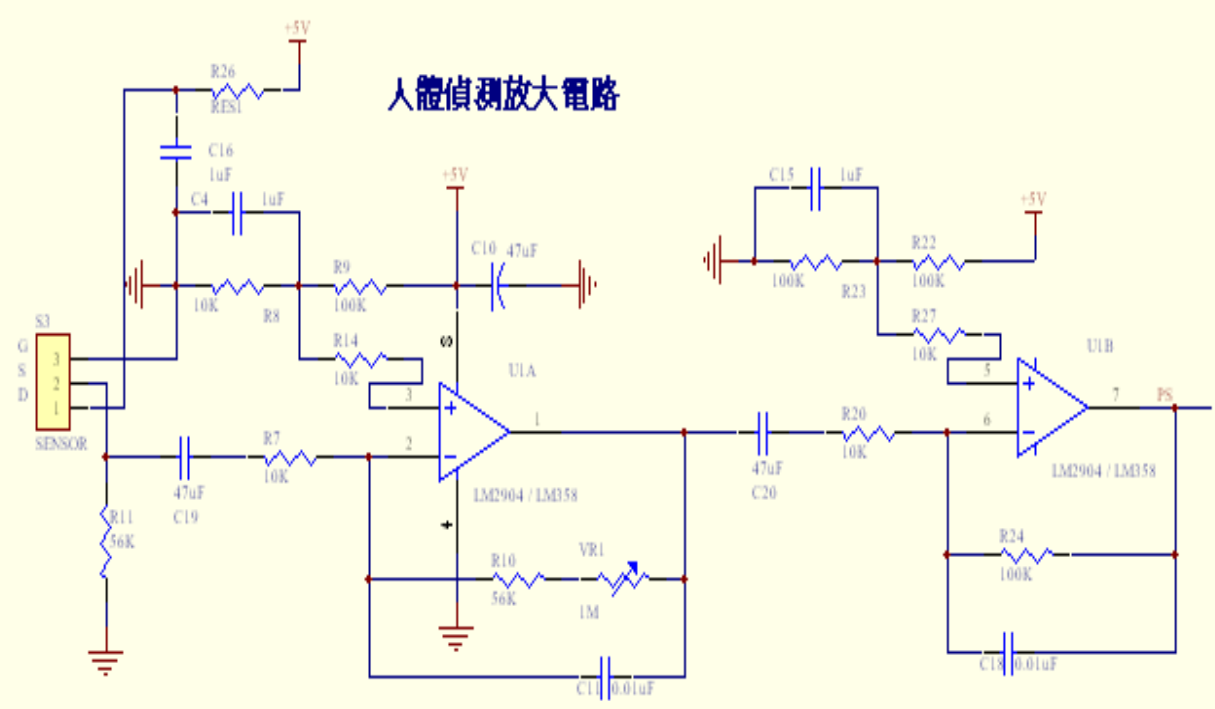 +5V
R26
RES1
人體偵測放大電路
C16
1uF
C4
1uF
+5V
C15
1uF
+5V
C10
47uF
R9
100K
10K
R8
R22
100K
100K
R23
S3
G
S
D
3
2
1
SENSOR
R14
10K
8
U1A
3
2
1
R27
10K
U1B
5
6
7
PS
R7
10K
47uF
C19
R11
56K
LM2904 / LM358
4
R20
10K
47uF
C20
LM2904 / LM358
R10
56K
VR1
1M
R24
100K
C11
0.01uF
C18
0.01uF